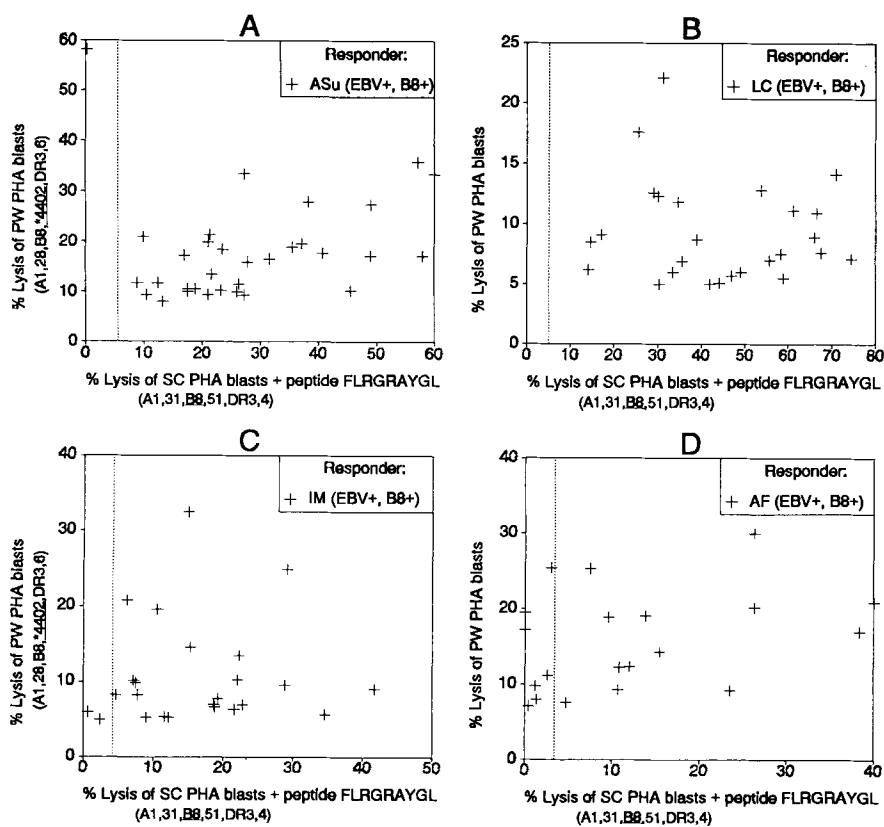 A
60
50
40
30
20
10
0
% Lysis of PW PHA blasts
(A1,28,B8,*4402,DR3,6)
Responder:
+ ASu (EBV+, B8+)
0 10 20 30 40 50 60
% Lysis of SC PHA blasts + peptide FLRGRAYGL
(A1,31,B8,51,DR3,4)
B
25
20
15
10
5
0
% Lysis of PW PHA blasts
Responder:
+ LC (EBV+, B8+)
0 10 20 30 40 50 60 70 80
% Lysis of SC PHA blasts + peptide FLRGRAYGL
(A1,31,B8,51,DR3,4)
C
40
30
20
10
0
% Lysis of PW PHA blasts
(A1,28,B8,*4402,DR3,6)
Responder:
+ IM (EBV+, B8+)
0 10 20 30 40 50
% Lysis of SC PHA blasts + peptide FLRGRAYGL
(A1,31,B8,51,DR3,4)
D
40
30
20
10
0
% Lysis of PW PHA blasts
Responder:
+ AF (EBV+, B8+)
0 10 20 30 40
% Lysis of SC PHA blasts + peptide FLRGRAYGL
(A1,31,B8,51,DR3,4)